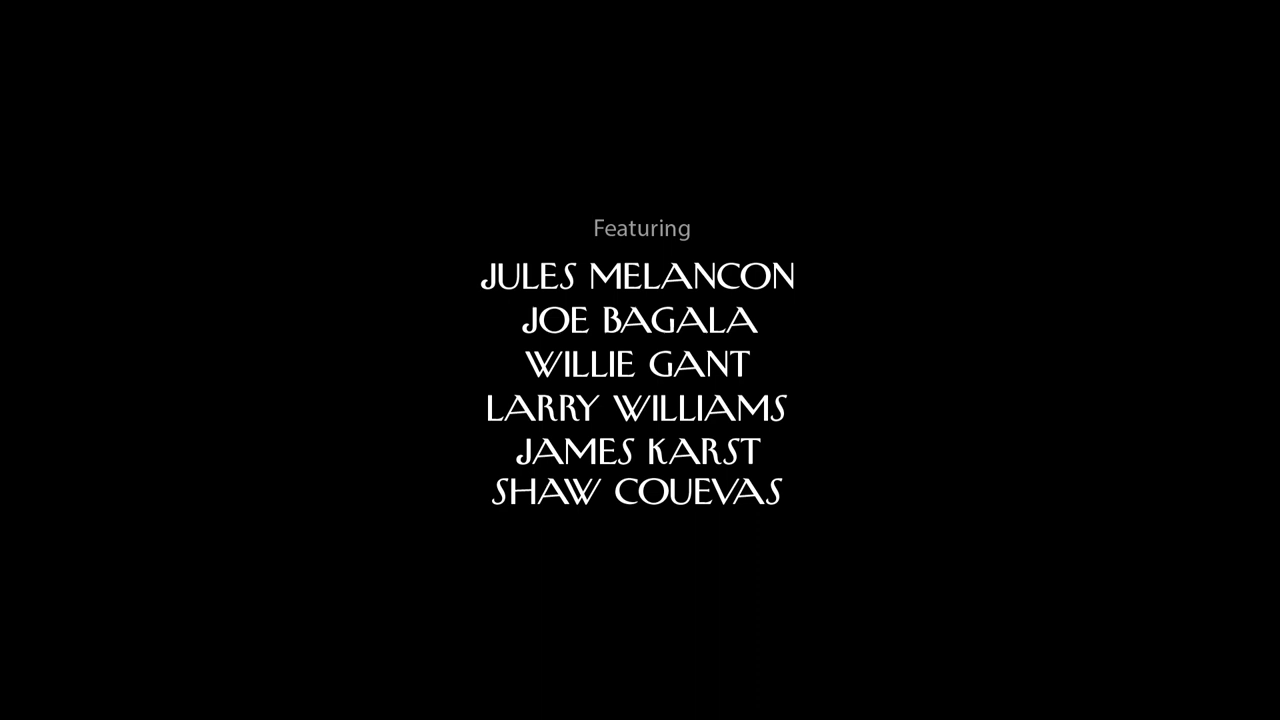 Featuring
JULES MELANCON
JOE BAGALA
WILLIE GANT
LARRY WILLIAMS
JAMES KARST
SHAW COUEVAS